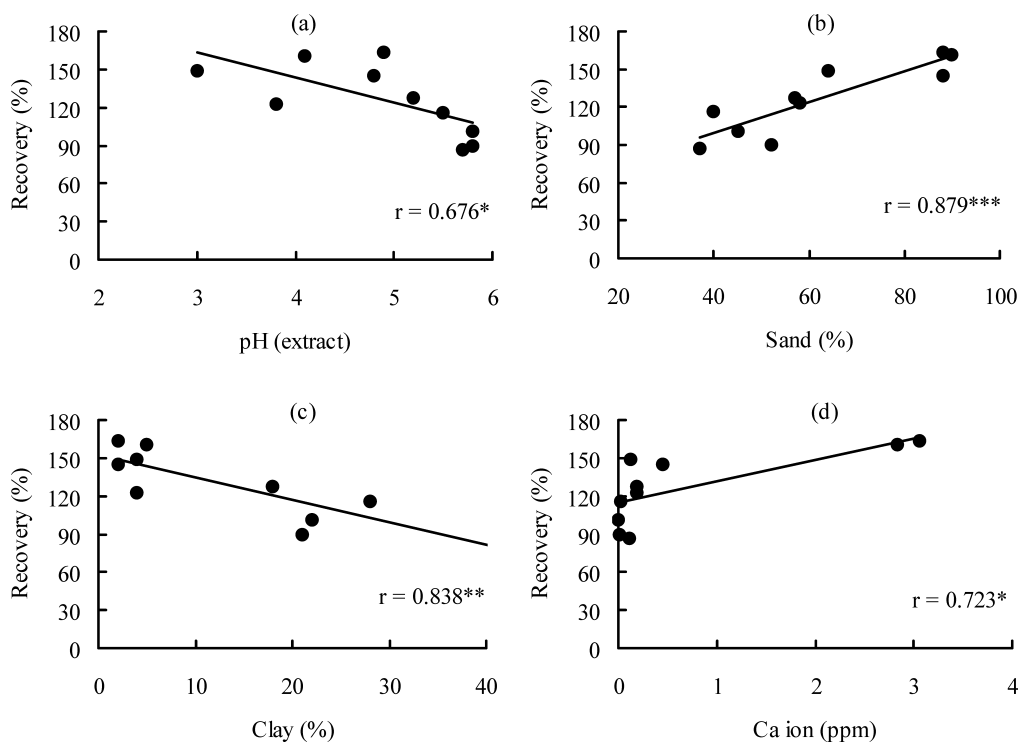 (a)
180
150
120
90
60
30
0
Recovery (%)
r = 0.676*
2 3 4 5 6
pH (extract)
(b)
180
150
120
90
60
30
0
Recovery (%)
r = 0.879***
20 40 60 80 100
Sand (%)
(c)
180
150
120
90
60
30
0
Recovery (%)
r = 0.838**
0 10 20 30 40
Clay (%)
(d)
180
150
120
90
60
30
0
Recovery (%)
r = 0.723*
0 1 2 3 4
Ca ion (ppm)